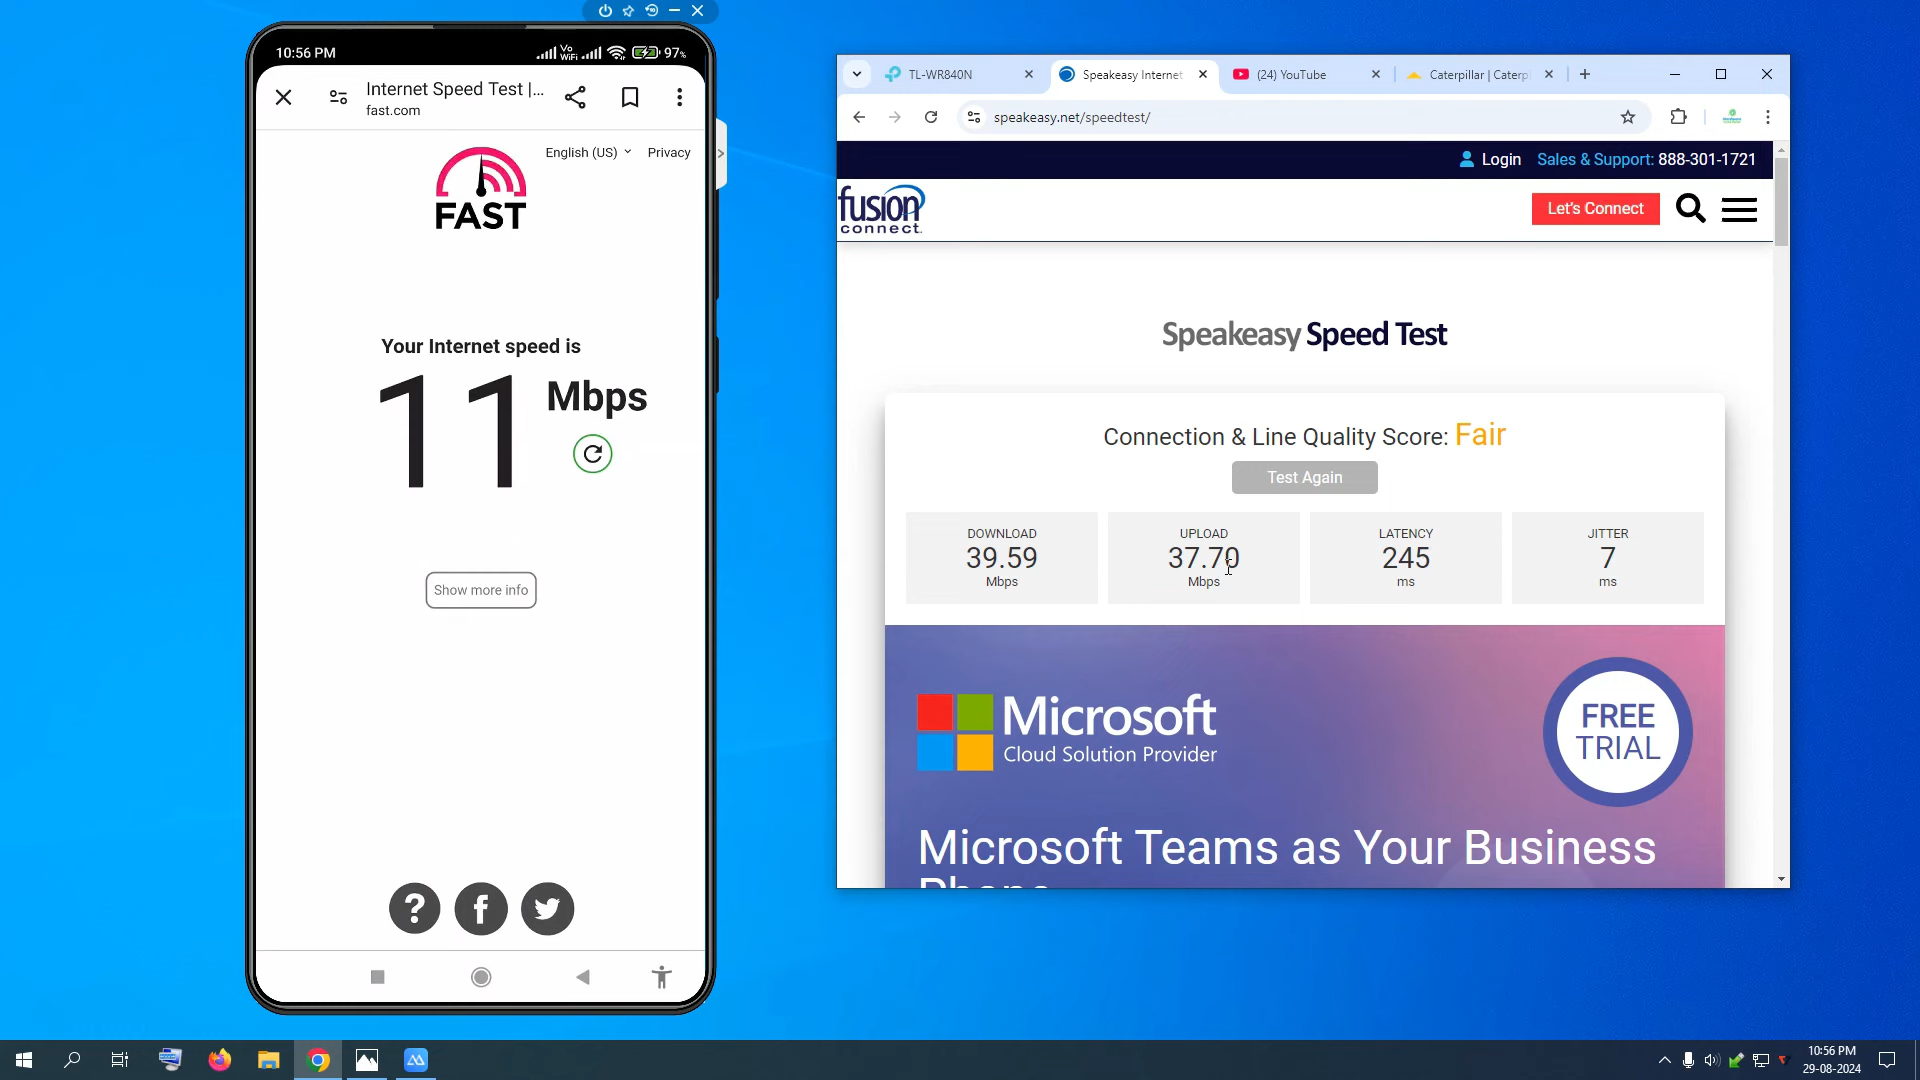 10:56 PM
Vo
WiFi
97%
Internet Speed Test |...
fast.com
English (US)
Privacy
FAST
Your Internet speed is
11 Mbps
Show more info
?
f
TL-WR840N
Speakeasy Internet
(24) YouTube
Caterpillar | Caterpi
speakeasy.net/speedtest/
Login
Sales & Support: 888-301-1721
fusion
connect.
Let's Connect
Speakeasy Speed Test
Connection & Line Quality Score: Fair
Test Again
DOWNLOAD
39.59
Mbps
UPLOAD
37.70
Mbps
LATENCY
245
ms
JITTER
7
ms
Microsoft
Cloud Solution Provider
FREE
TRIAL
Microsoft Teams as Your Business
Phone
10:56 PM
29-08-2024